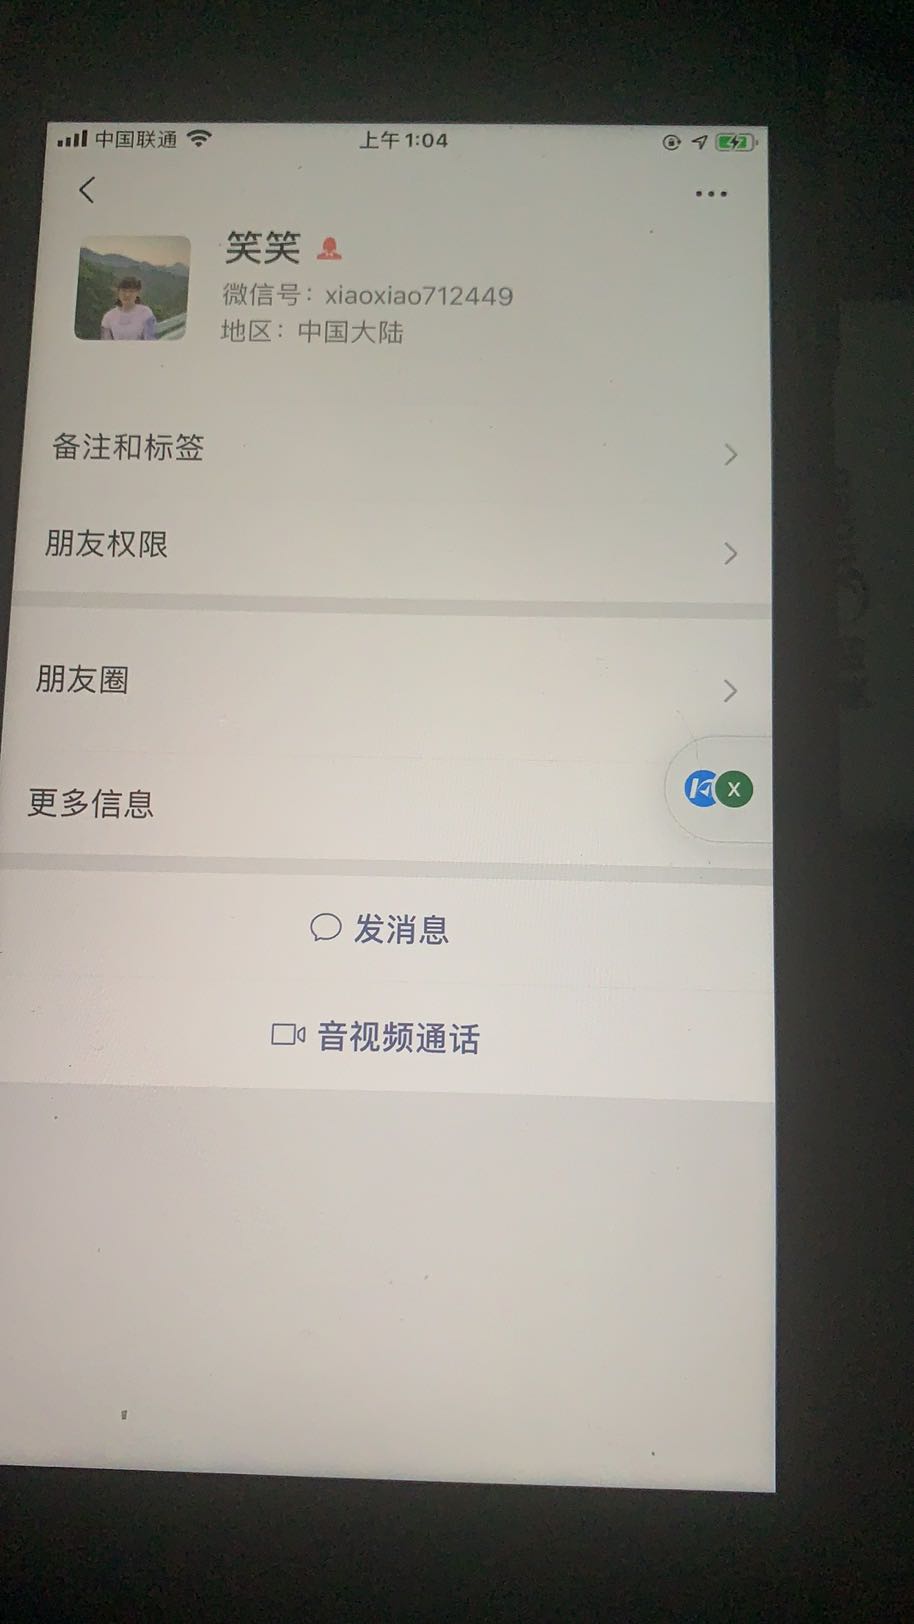 中国联通 上午1:04
笑笑
微信号：xiaoxiao712449
地区：中国大陆
备注和标签
朋友权限
朋友圈
X
更多信息
发消息
音视频通话